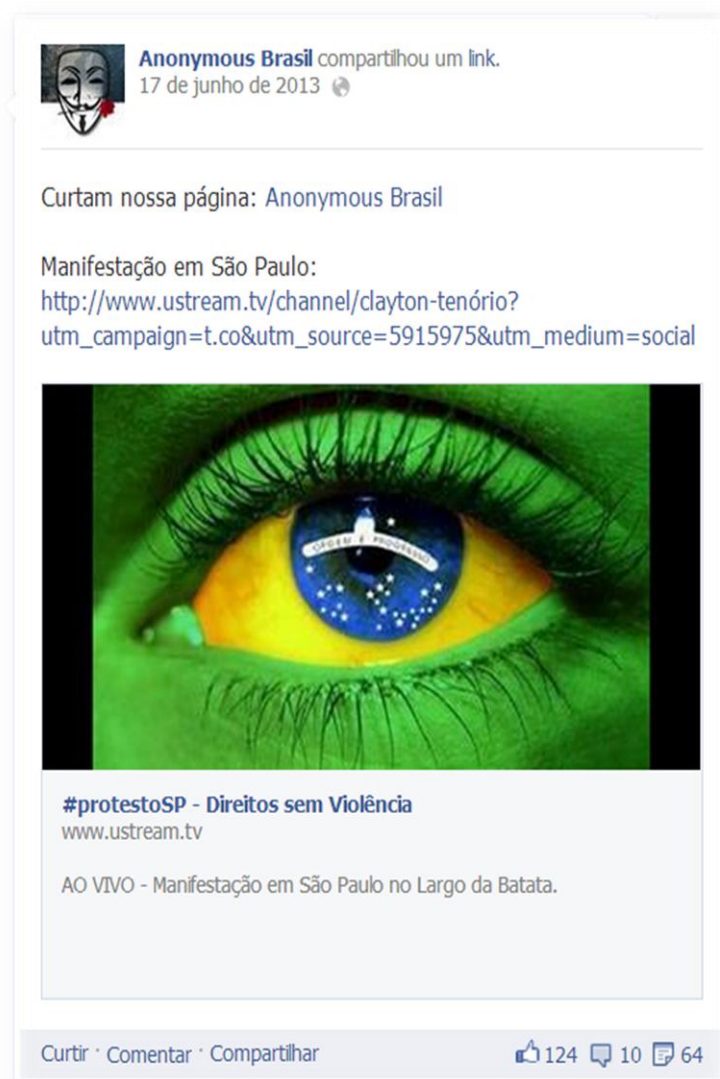 Anonymous Brasil compartilhou um link.
17 de junho de 2013
Curtam nossa página: Anonymous Brasil
Manifestação em São Paulo:
http://www.ustream.tv/channel/clayton-tenório?
utm_campaign=t.co&utm_source=5915975&utm_medium=social
ORDEM E PROGRESSO
#protestoSP - Direitos sem Violência
www.ustream.tv
AO VIVO - Manifestação em São Paulo no Largo da Batata.
Curtir · Comentar · Compartilhar 124 10 64